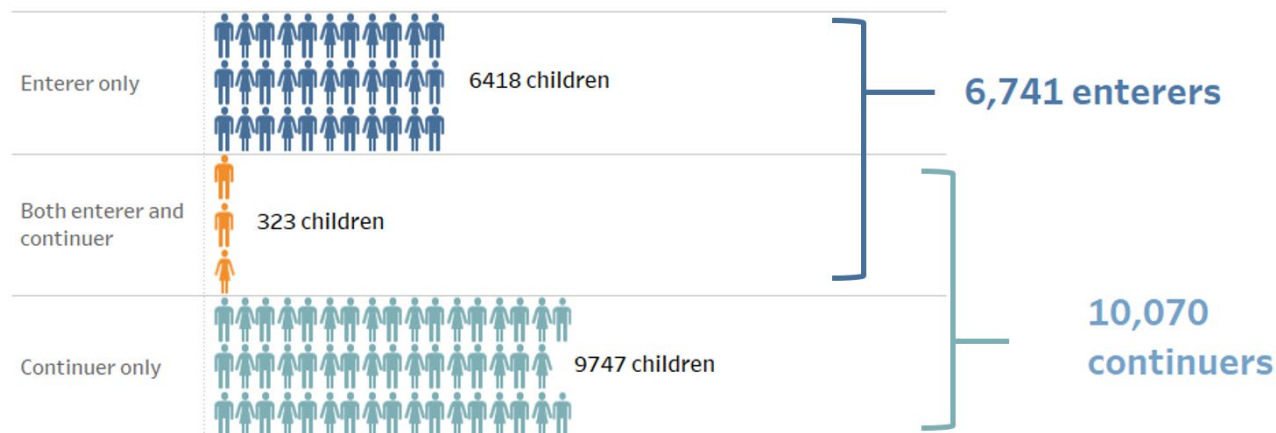 Enterer only
6418 children
6,741 enterers
Both enterer and
continuer
323 children
Continuer only
9747 children
10,070
continuers